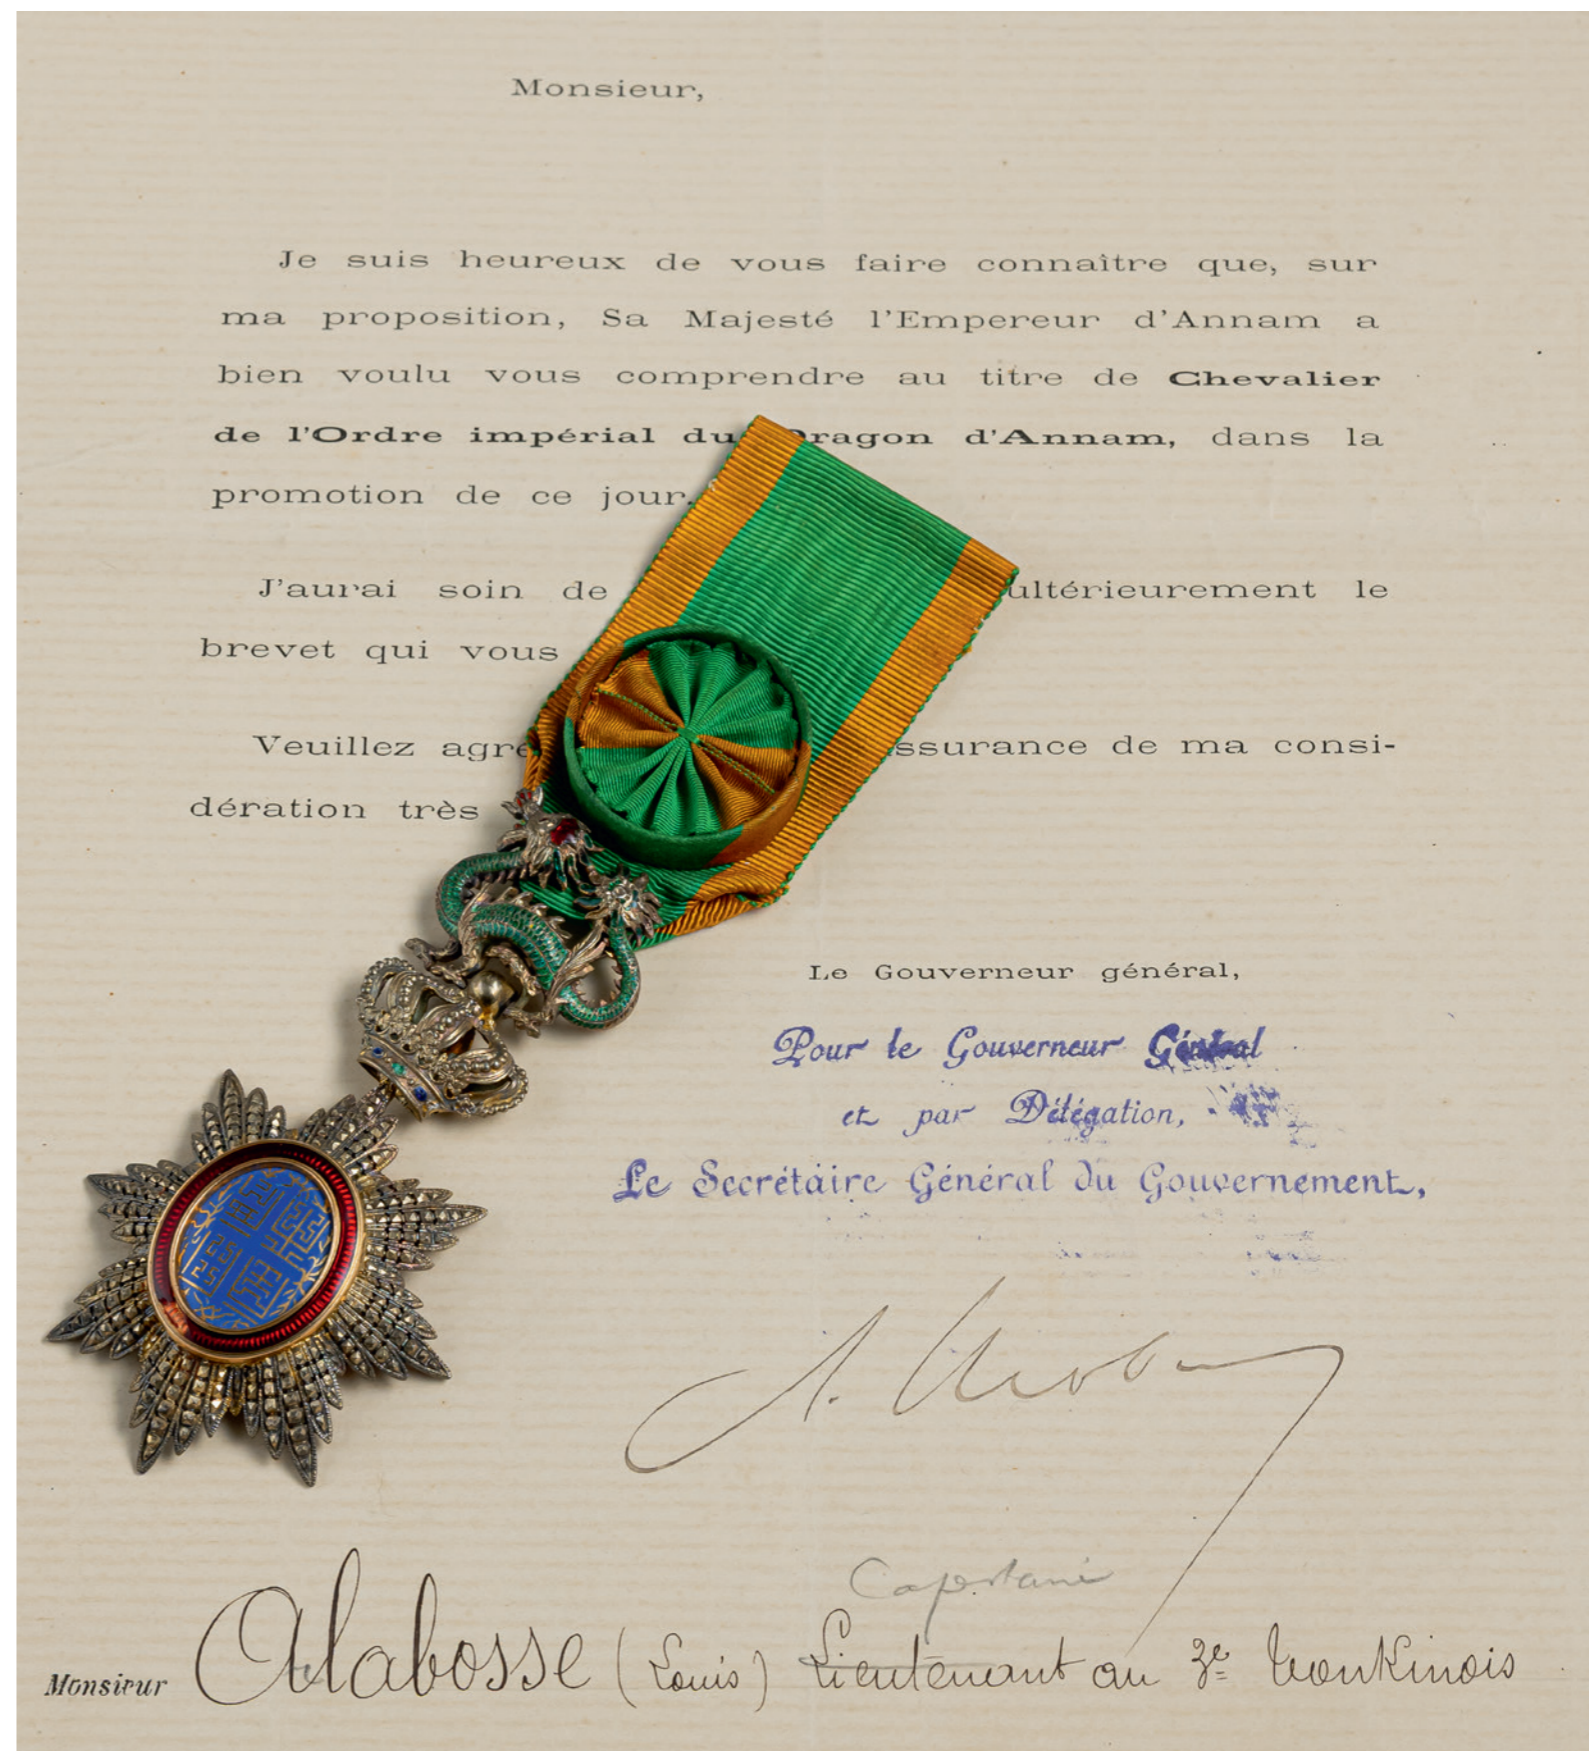 Monsieur,
Je suis heureux de vous faire connaître que, sur
ma proposition, Sa Majesté l'Empereur d'Annam a
bien voulu vous comprendre au titre de Chevalier
de l'Ordre impérial du Dragon d'Annam, dans la
promotion de ce jour.
J'aurai soin de ultérieurement le
brevet qui vous
Veuillez agré ssurance de ma consi-
dération très
Le Gouverneur général,
Pour le Gouverneur Général
et par Délégation,
Le Secrétaire Général du Gouvernement,
Capitaine
Monsieur Alabosse (Louis) Lieutenant au 3e Tonkinois